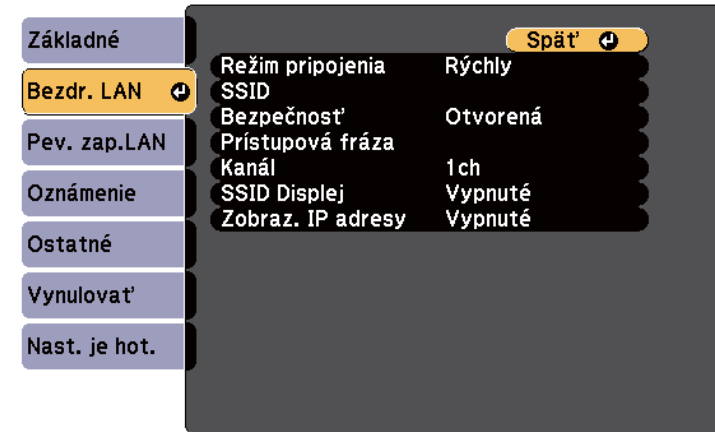 Základné
Bezdr. LAN
Pev. zap.LAN
Oznámenie
Ostatné
Vynulovať
Nast. je hot.
Späť
Režim pripojenia Rýchly
SSID
Bezpečnosť Otvorená
Prístupová fráza
Kanál 1ch
SSID Displej Vypnuté
Zobraz. IP adresy Vypnuté